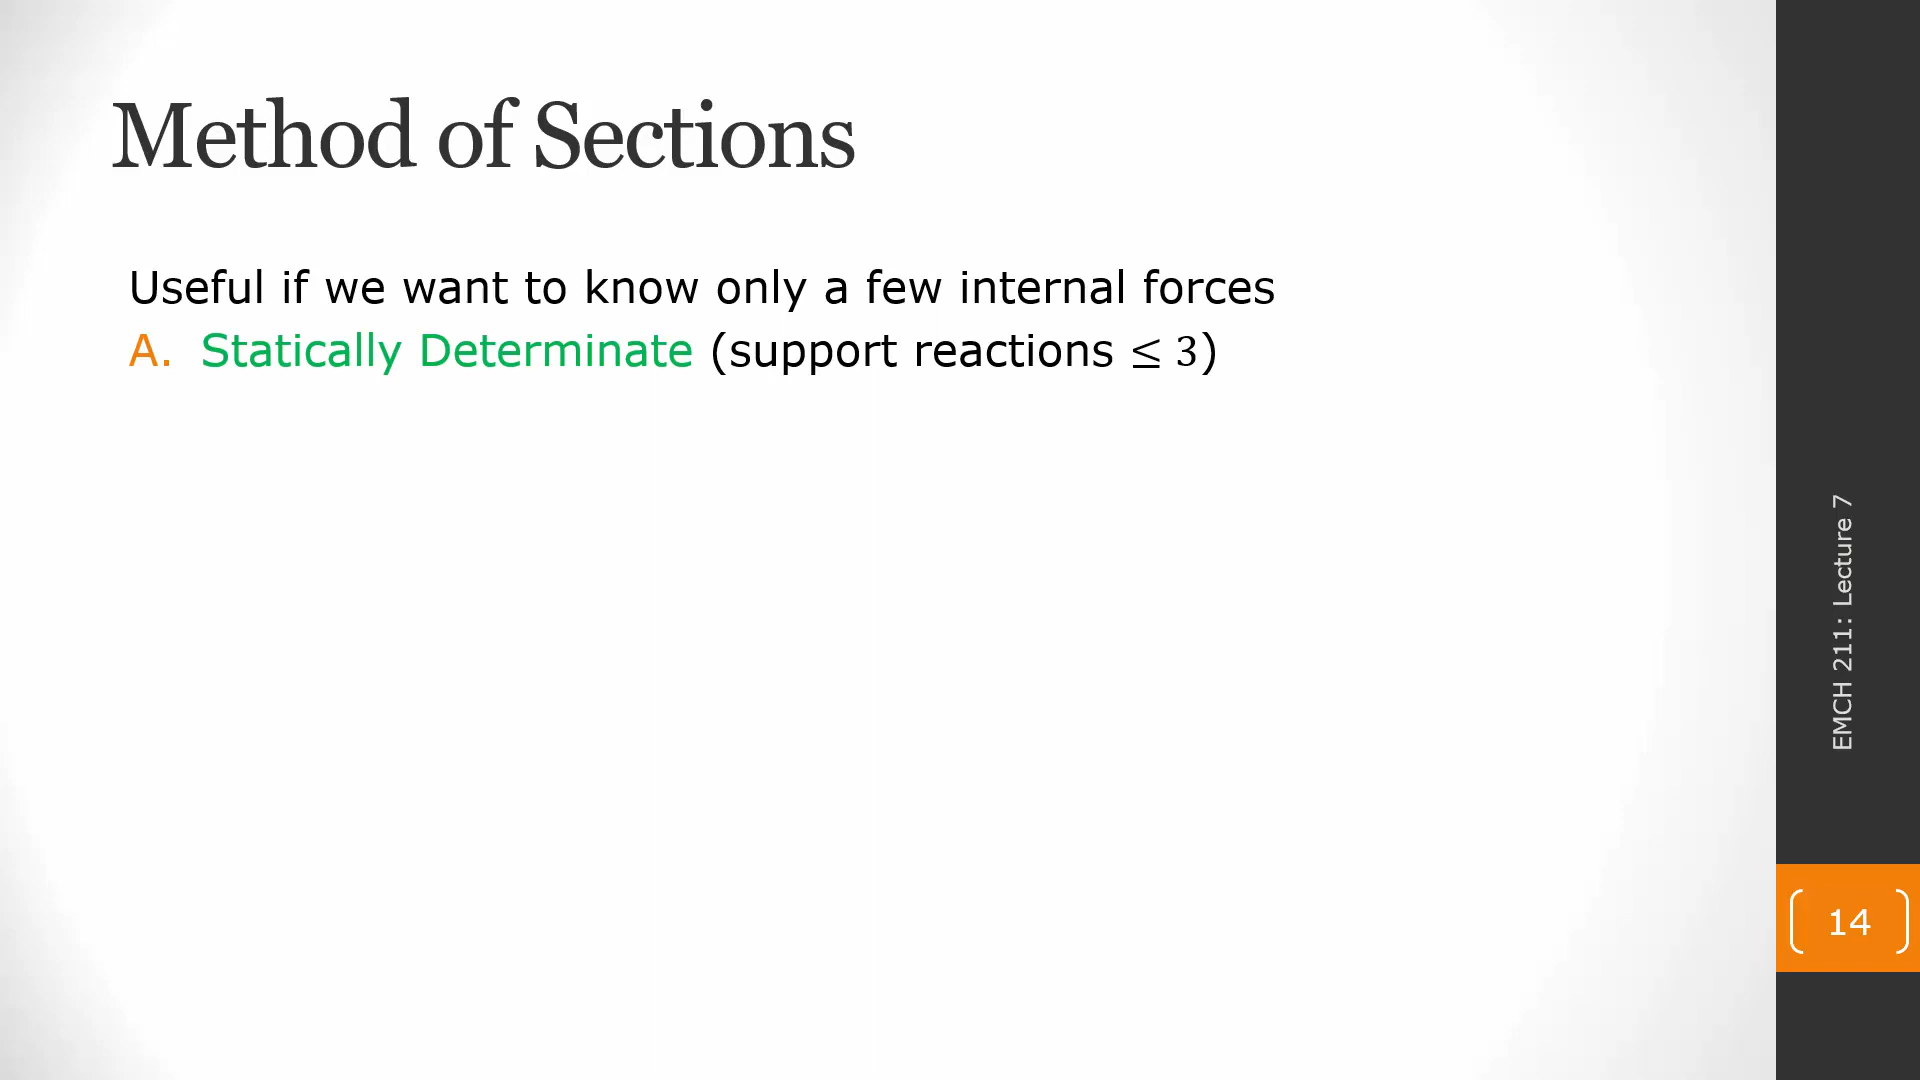 Method of Sections
Useful if we want to know only a few internal forces
A. Statically Determinate (support reactions ≤ 3)
EMCH 211: Lecture 7
14